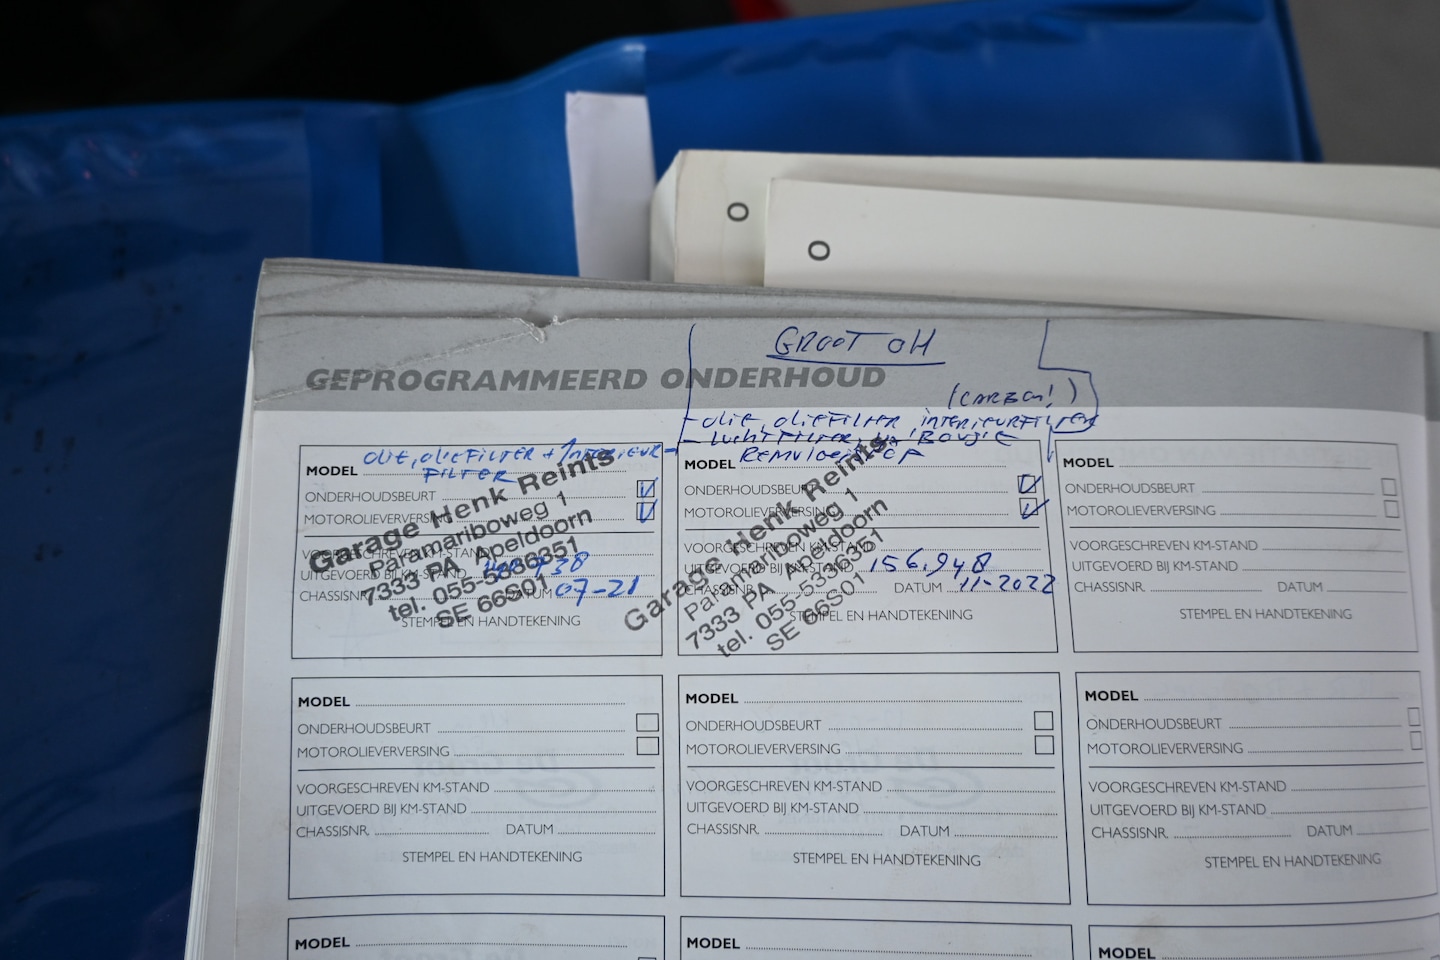 O
O
GROOT OH
GEPROGRAMMEERD ONDERHOUD
(CARBON!)
- OLIE, OLIEFILTER, INTERIEURFILTER
- LUCHTFILTER, BOUGIE
REMVLOEISTOF
OLIE, OLIEFILTER + INTERIEUR-
FILTER
MODEL
ONDERHOUDSBEURT
MOTOROLIEVERVERSING
VOORGESCHREVEN KM-STAND
UITGEVOERD BIJ KM-STAND
CHASSISNR. DATUM 07-21
STEMPEL EN HANDTEKENING
Garage Henk Reints
Paramariboweg 1
7333 PA Apeldoorn
tel. 055-5336351
SE 66S01
MODEL
ONDERHOUDSBEURT
MOTOROLIEVERVERSING
VOORGESCHREVEN KM-STAND
UITGEVOERD BIJ KM-STAND 156.948
CHASSISNR. DATUM 11-2022
STEMPEL EN HANDTEKENING
Garage Henk Reints
Paramariboweg 1
7333 PA Apeldoorn
tel. 055-5336351
SE 66S01
MODEL
ONDERHOUDSBEURT
MOTOROLIEVERVERSING
VOORGESCHREVEN KM-STAND
UITGEVOERD BIJ KM-STAND
CHASSISNR. DATUM
STEMPEL EN HANDTEKENING
MODEL
ONDERHOUDSBEURT
MOTOROLIEVERVERSING
VOORGESCHREVEN KM-STAND
UITGEVOERD BIJ KM-STAND
CHASSISNR. DATUM
STEMPEL EN HANDTEKENING
MODEL
ONDERHOUDSBEURT
MOTOROLIEVERVERSING
VOORGESCHREVEN KM-STAND
UITGEVOERD BIJ KM-STAND
CHASSISNR. DATUM
STEMPEL EN HANDTEKENING
MODEL
ONDERHOUDSBEURT
MOTOROLIEVERVERSING
VOORGESCHREVEN KM-STAND
UITGEVOERD BIJ KM-STAND
CHASSISNR. DATUM
STEMPEL EN HANDTEKENING
MODEL
MODEL
MODEL